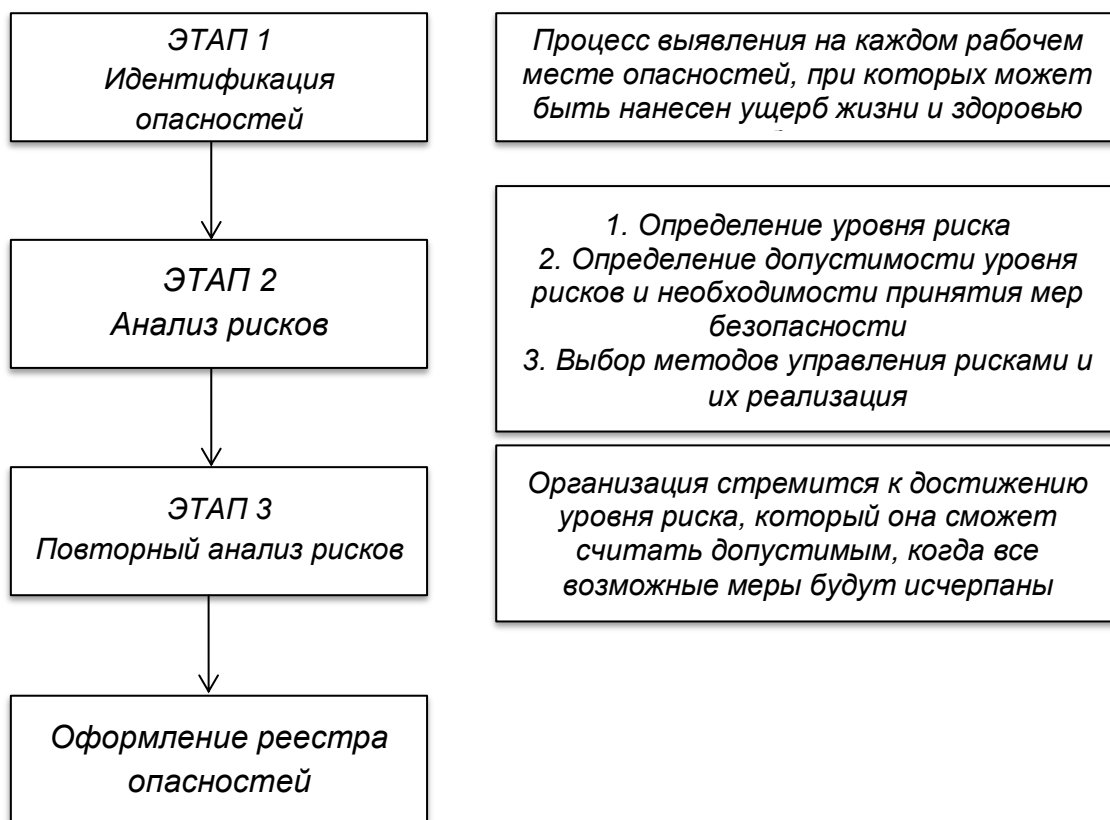 ЭТАП 1
Идентификация
опасностей
Процесс выявления на каждом рабочем
месте опасностей, при которых может
быть нанесен ущерб жизни и здоровью
ЭТАП 2
Анализ рисков
1. Определение уровня риска
2. Определение допустимости уровня
рисков и необходимости принятия мер
безопасности
3. Выбор методов управления рисками и
их реализация
ЭТАП 3
Повторный анализ рисков
Организация стремится к достижению
уровня риска, который она сможет
считать допустимым, когда все
возможные меры будут исчерпаны
Оформление реестра
опасностей